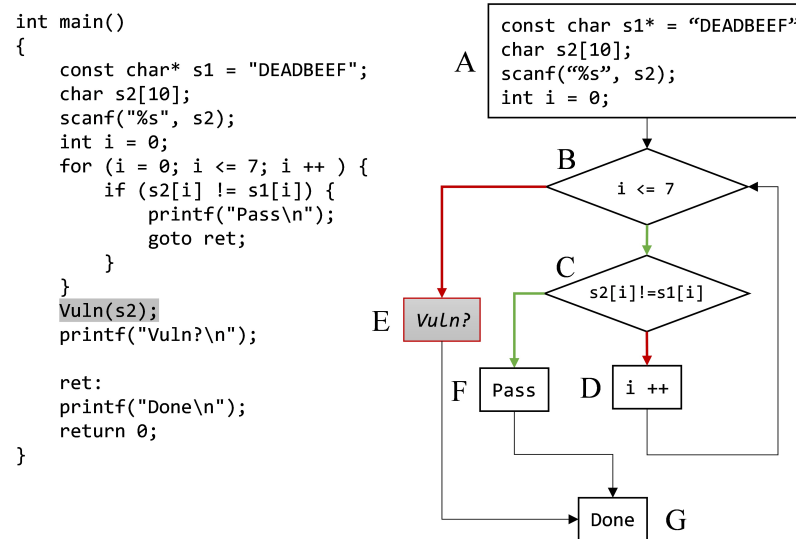 int main()
{
    const char* s1 = "DEADBEEF";
    char s2[10];
    scanf("%s", s2);
    int i = 0;
    for (i = 0; i <= 7; i ++ ) {
        if (s2[i] != s1[i]) {
            printf("Pass\n");
            goto ret;
        }
    }
    Vuln(s2);
    printf("Vuln?\n");

    ret:
    printf("Done\n");
    return 0;
}
A
const char s1* = “DEADBEEF”
char s2[10];
scanf(“%s”, s2);
int i = 0;
B
i <= 7
C
s2[i]!=s1[i]
E
Vuln?
F
Pass
D
i ++
Done
G